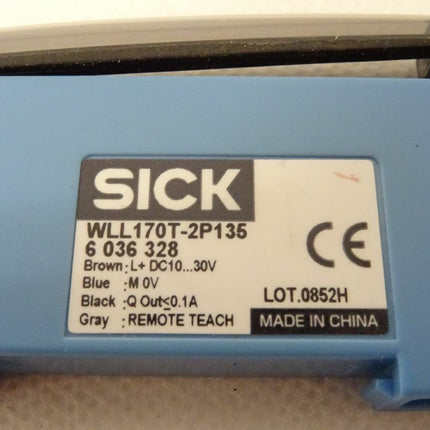 SICK
WLL170T-2P135
6 036 328
CE
Brown : L+ DC10...30V
Blue : M 0V
Black : Q Out≤0.1A
LOT.0852H
Gray : REMOTE TEACH
MADE IN CHINA